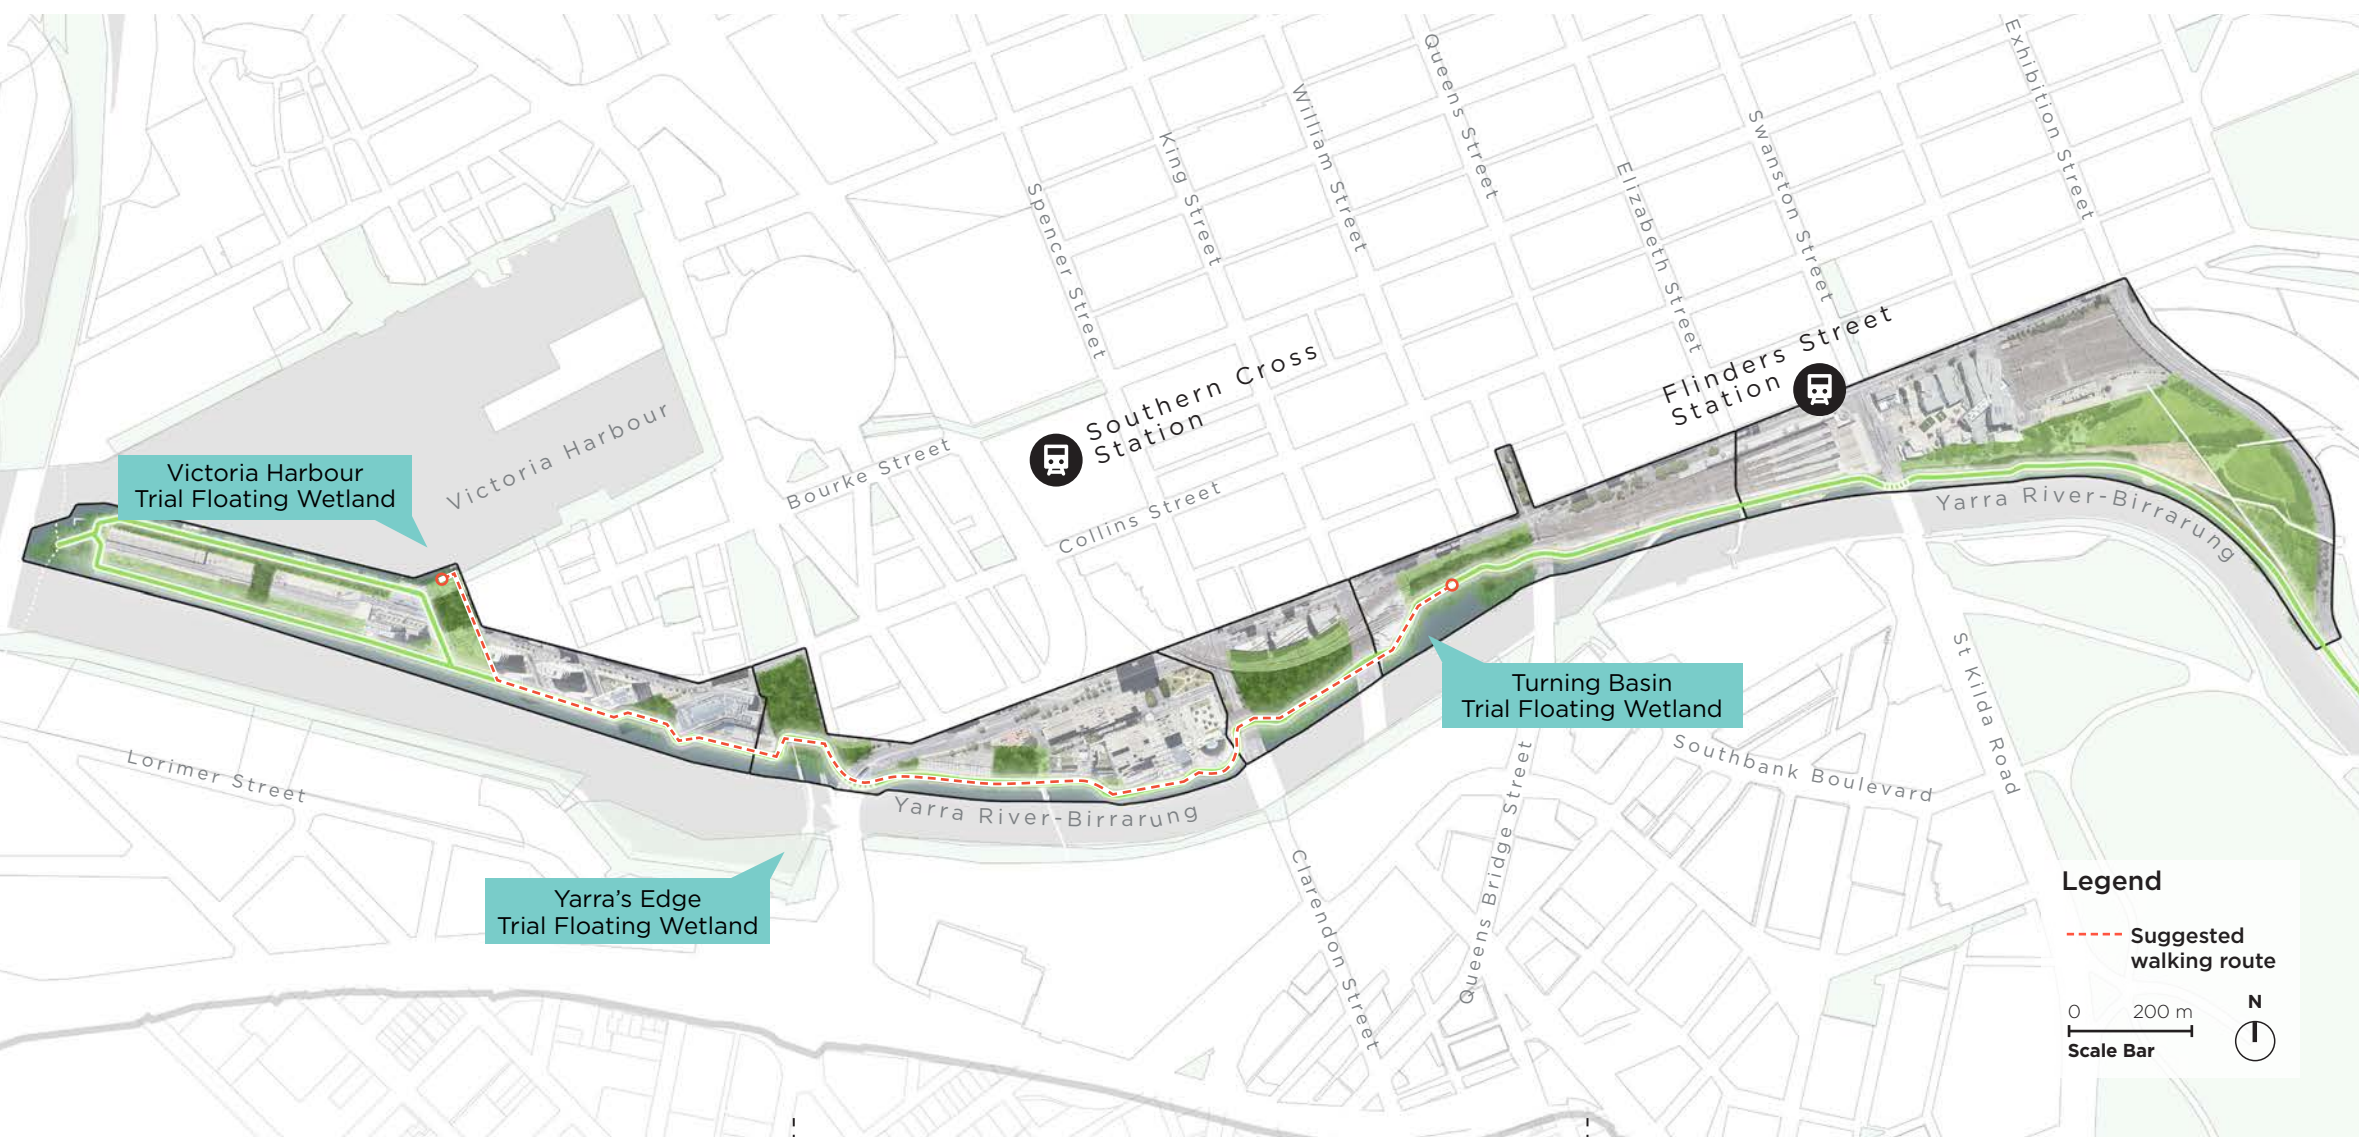 Exhibition Street
Queens Street
William Street
Swanston Street
King Street
Elizabeth Street
Spencer Street
Flinders Street
Station
Southern Cross
Station
Victoria Harbour
Bourke Street
Collins Street
Victoria Harbour
Trial Floating Wetland
Yarra River-Birrarung
Turning Basin
Trial Floating Wetland
St Kilda Road
Southbank Boulevard
Lorimer Street
Yarra River-Birrarung
Queens Bridge Street
Clarendon Street
Yarra's Edge
Trial Floating Wetland
Legend
Suggested
walking route
0 200 m
Scale Bar
N